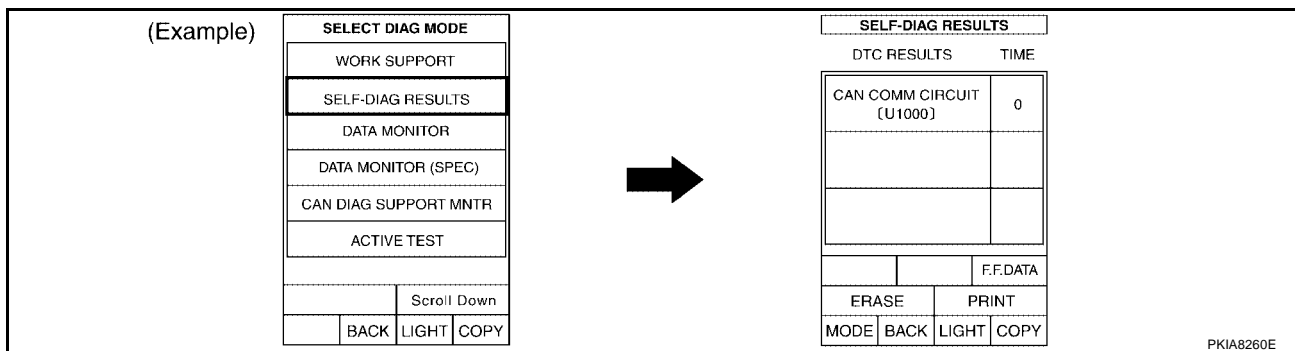 (Example)
SELECT DIAG MODE
WORK SUPPORT
SELF-DIAG RESULTS
DATA MONITOR
DATA MONITOR (SPEC)
CAN DIAG SUPPORT MNTR
ACTIVE TEST
Scroll Down
BACK LIGHT COPY
SELF-DIAG RESULTS
DTC RESULTS TIME
CAN COMM CIRCUIT 0
〔U1000〕
F.F.DATA
ERASE PRINT
MODE BACK LIGHT COPY
PKIA8260E